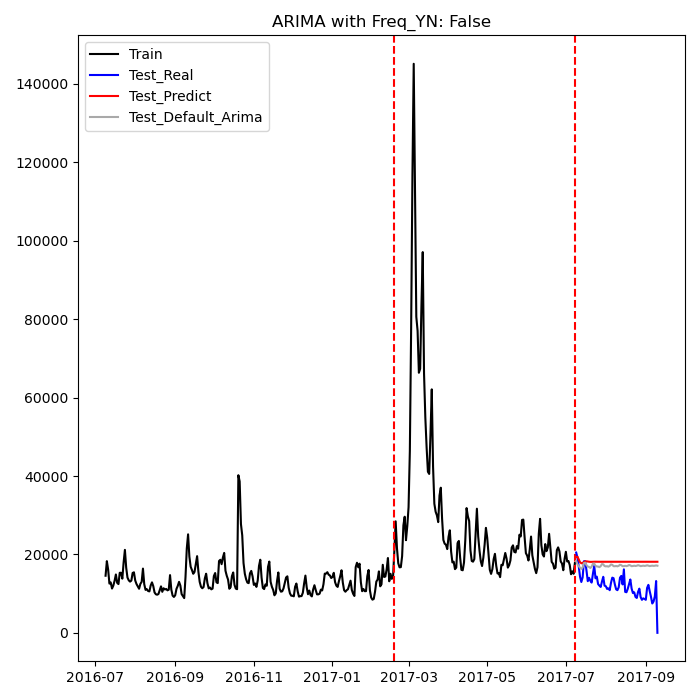 ARIMA with Freq_YN: False
Train
Test_Real
Test_Predict
Test_Default_Arima
140000
120000
100000
80000
60000
40000
20000
0
2016-07 2016-09 2016-11 2017-01 2017-03 2017-05 2017-07 2017-09